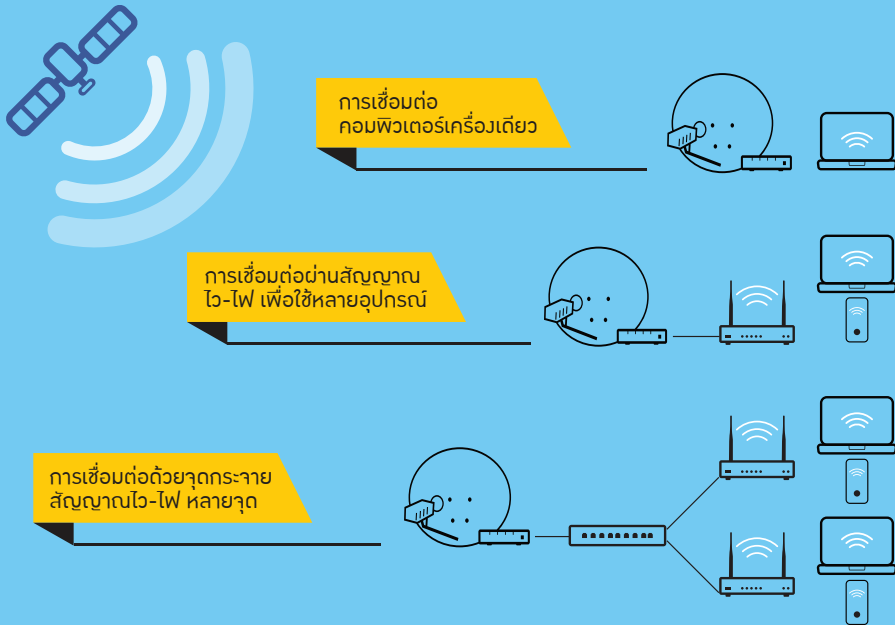 การเชื่อมต่อ
คอมพิวเตอร์เครื่องเดียว
การเชื่อมต่อผ่านสัญญาณ
ไว-ไฟ เพื่อใช้หลายอุปกรณ์
การเชื่อมต่อด้วยจุดกระจาย
สัญญาณไว-ไฟ หลายจุด